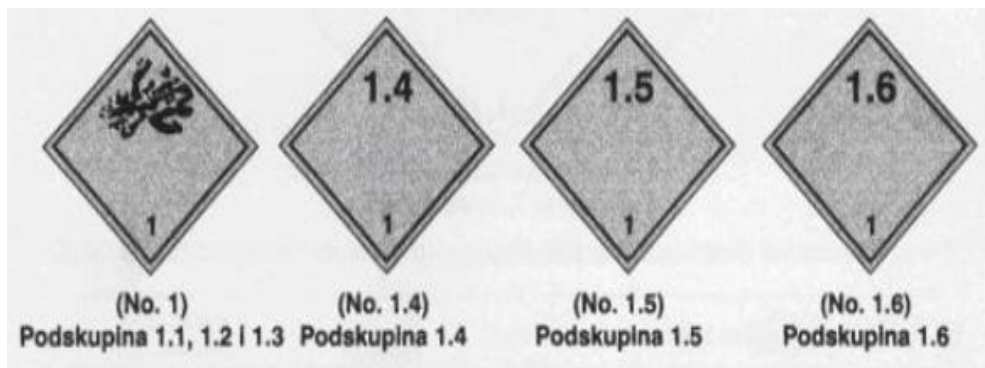 1.4 1.5 1.6
1 1 1 1
(No. 1) (No. 1.4) (No. 1.5) (No. 1.6)
Podskupina 1.1, 1.2 i 1.3 Podskupina 1.4 Podskupina 1.5 Podskupina 1.6